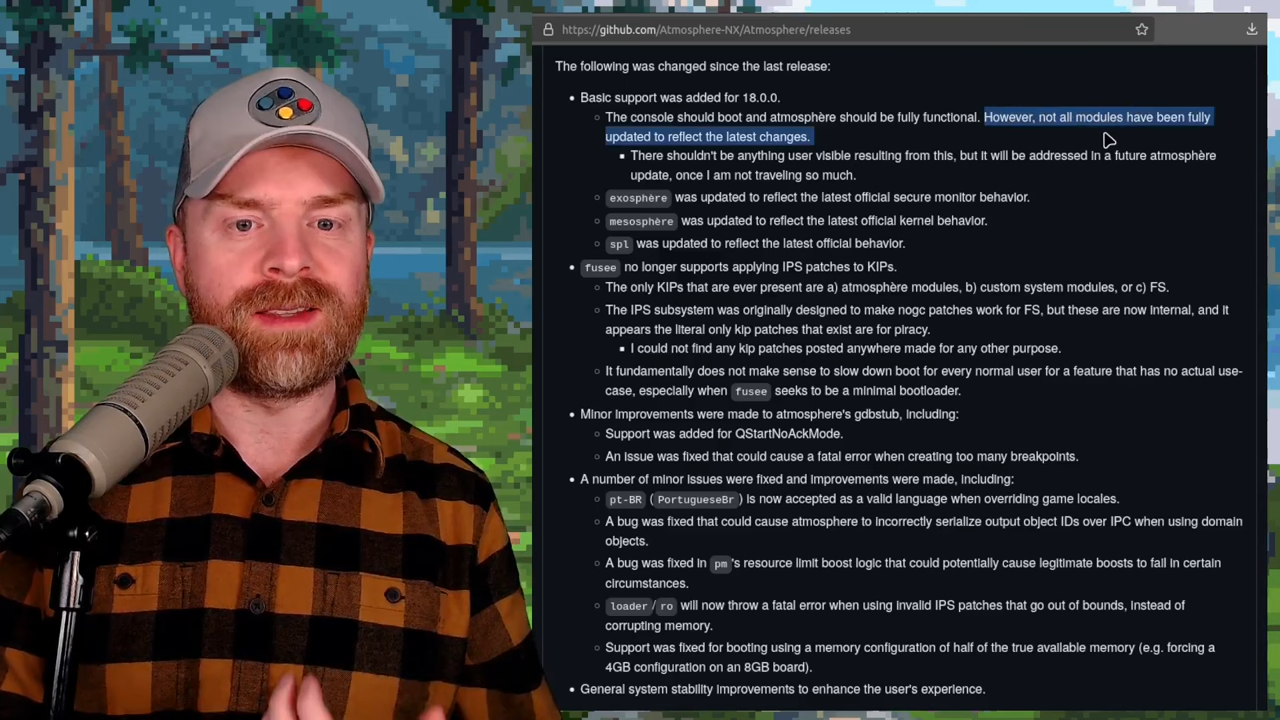 https://github.com/Atmosphere-NX/Atmosphere/releases
The following was changed since the last release:
Basic support was added for 18.0.0.
The console should boot and atmosphère should be fully functional. However, not all modules have been fully
updated to reflect the latest changes.
There shouldn't be anything user visible resulting from this, but it will be addressed in a future atmosphère
update, once I am not traveling so much.
exosphère was updated to reflect the latest official secure monitor behavior.
mesosphère was updated to reflect the latest official kernel behavior.
spl was updated to reflect the latest official behavior.
fusee no longer supports applying IPS patches to KIPs.
The only KIPs that are ever present are a) atmosphère modules, b) custom system modules, or c) FS.
The IPS subsystem was originally designed to make nogc patches work for FS, but these are now internal, and it
appears the literal only kip patches that exist are for piracy.
I could not find any kip patches posted anywhere made for any other purpose.
It fundamentally does not make sense to slow down boot for every normal user for a feature that has no actual use-
case, especially when fusee seeks to be a minimal bootloader.
Minor improvements were made to atmosphere's gdbstub, including:
Support was added for QStartNoAckMode.
An issue was fixed that could cause a fatal error when creating too many breakpoints.
A number of minor issues were fixed and improvements were made, including:
pt-BR (PortugueseBr) is now accepted as a valid language when overriding game locales.
A bug was fixed that could cause atmosphere to incorrectly serialize output object IDs over IPC when using domain
objects.
A bug was fixed in pm's resource limit boost logic that could potentially cause legitimate boosts to fail in certain
circumstances.
loader/ro will now throw a fatal error when using invalid IPS patches that go out of bounds, instead of
corrupting memory.
Support was fixed for booting using a memory configuration of half of the true available memory (e.g. forcing a
4GB configuration on an 8GB board).
General system stability improvements to enhance the user's experience.